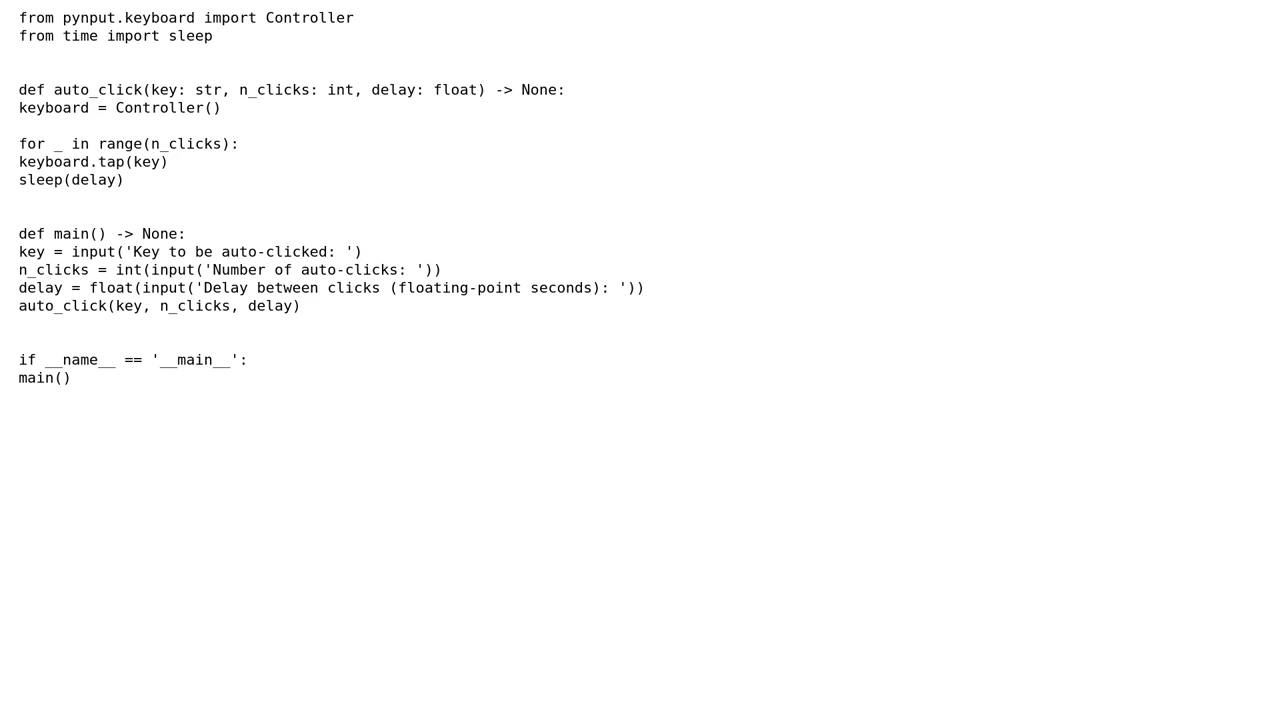 from pynput.keyboard import Controller
from time import sleep
def auto_click(key: str, n_clicks: int, delay: float) -> None:
keyboard = Controller()
for _ in range(n_clicks):
keyboard.tap(key)
sleep(delay)
def main() -> None:
key = input('Key to be auto-clicked: ')
n_clicks = int(input('Number of auto-clicks: '))
delay = float(input('Delay between clicks (floating-point seconds): '))
auto_click(key, n_clicks, delay)
if __name__ == '__main__':
main()